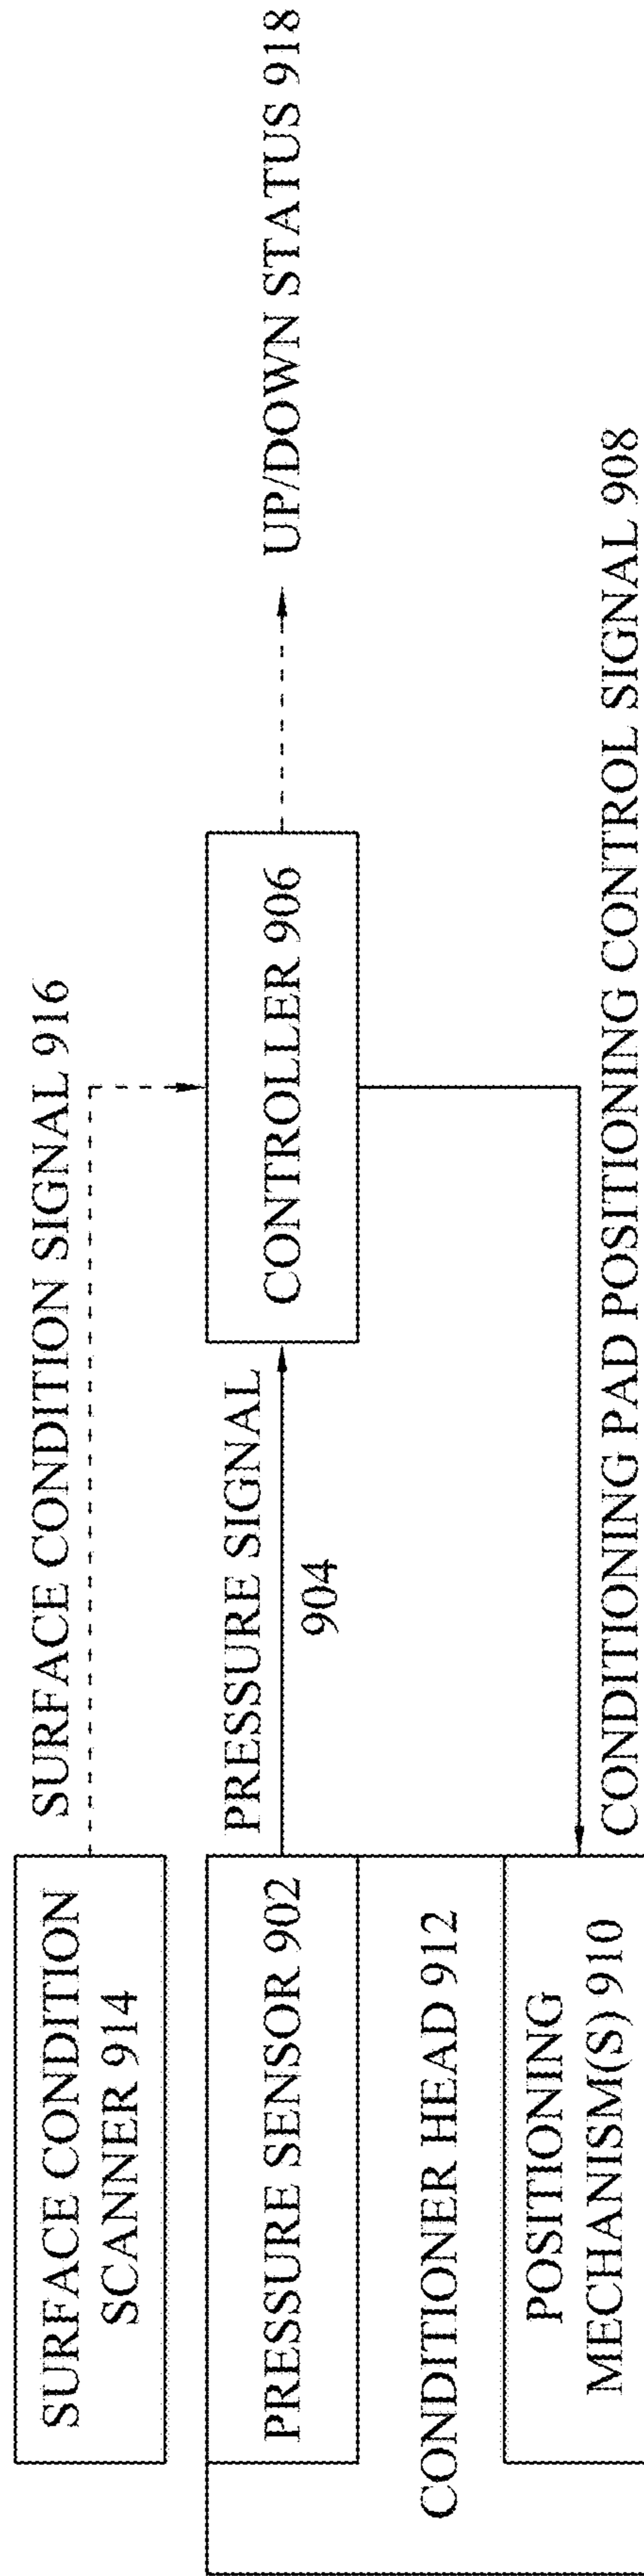 SURFACE CONDITION
SCANNER 914
SURFACE CONDITION SIGNAL 916
PRESSURE SENSOR 902
PRESSURE SIGNAL
904
CONTROLLER 906
UP/DOWN STATUS 918
CONDITIONER HEAD 912
POSITIONING
MECHANISM(S) 910
CONDITIONING PAD POSITIONING CONTROL SIGNAL 908